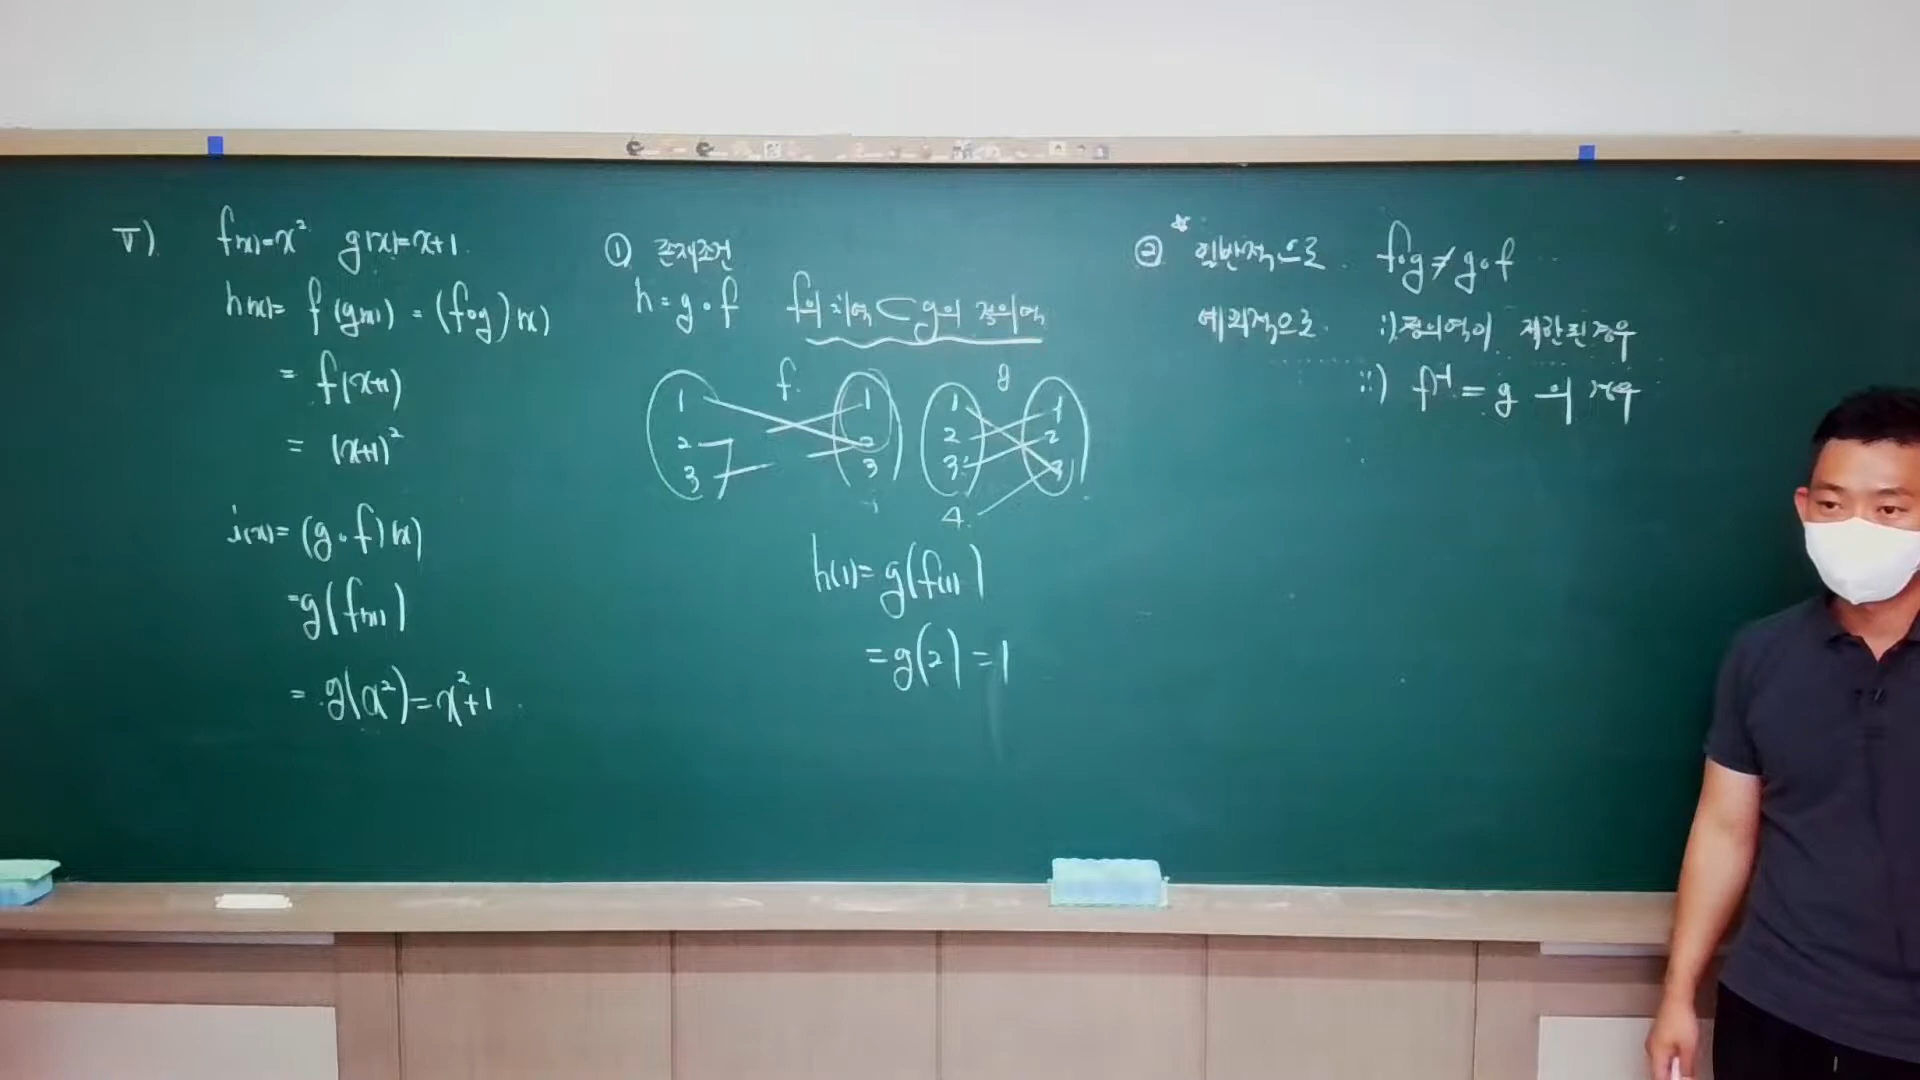 V) f(x)=x² g(x)=x+1
h(x)= f(g(x)) = (f∘g)(x)
= f(x+1)
= (x+1)²
i(x)= (g∘f)(x)
=g(f(x))
= g(x²)=x²+1
① 존재조건
h=g∘f f의 치역 ⊂ g의 정의역
f g
1 1 1 1
2 2 2 2
3 3 3 3
4
h(1)= g(f(1))
=g(2)=1
② 일반적으로 f∘g≠g∘f
예외적으로 i)정의역이 제한된경우
ii) f⁻¹=g 의 경우